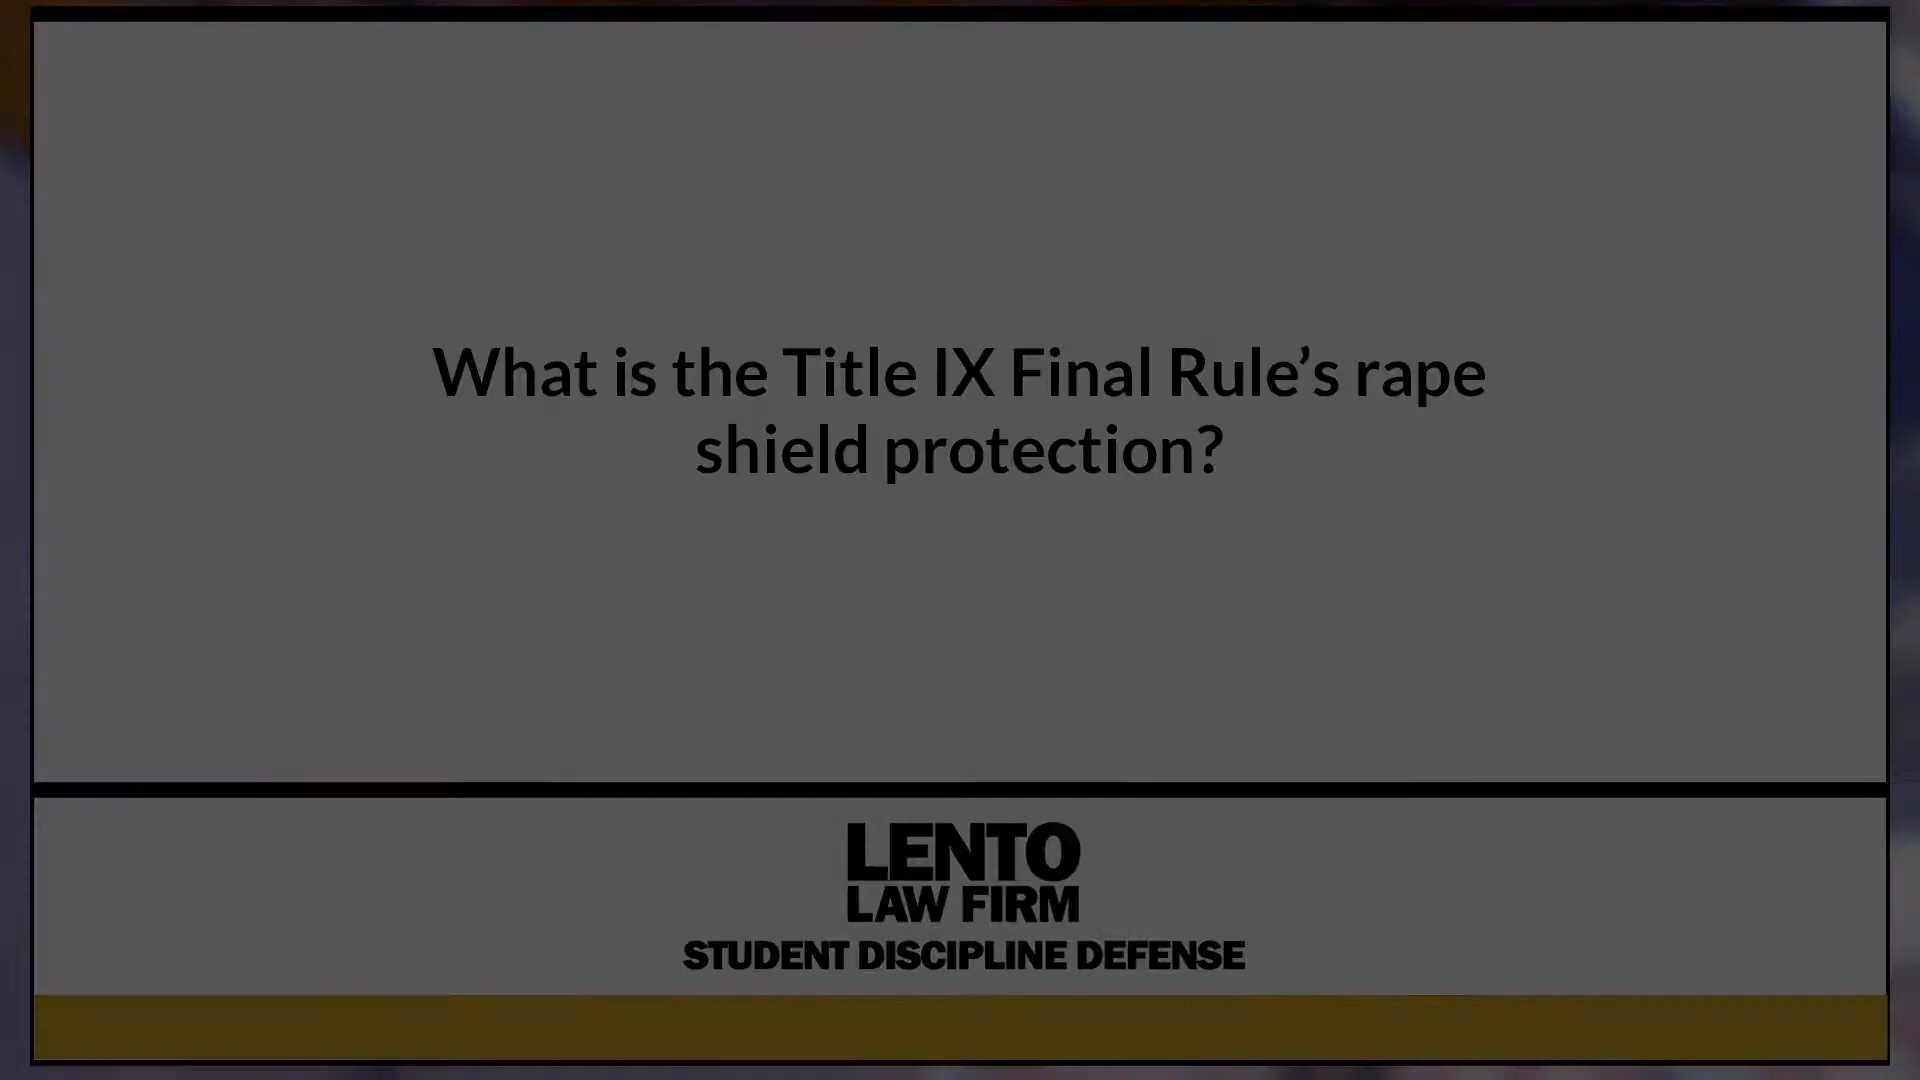 What is the Title IX Final Rule’s rape
shield protection?
LENTO
LAW FIRM
STUDENT DISCIPLINE DEFENSE